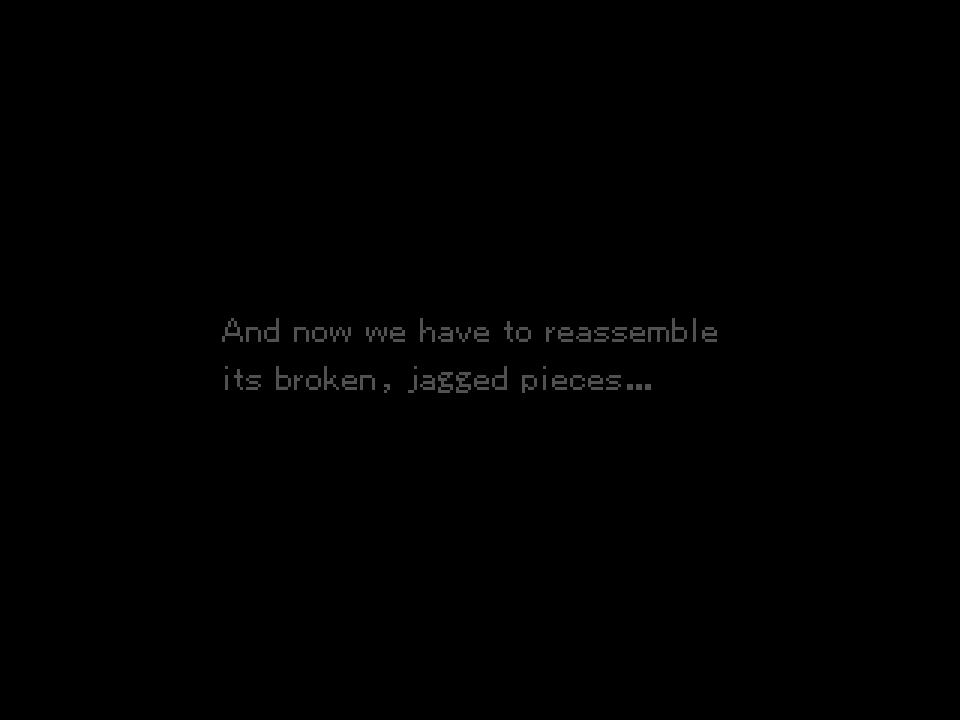 And now we have to reassemble
its broken, jagged pieces...